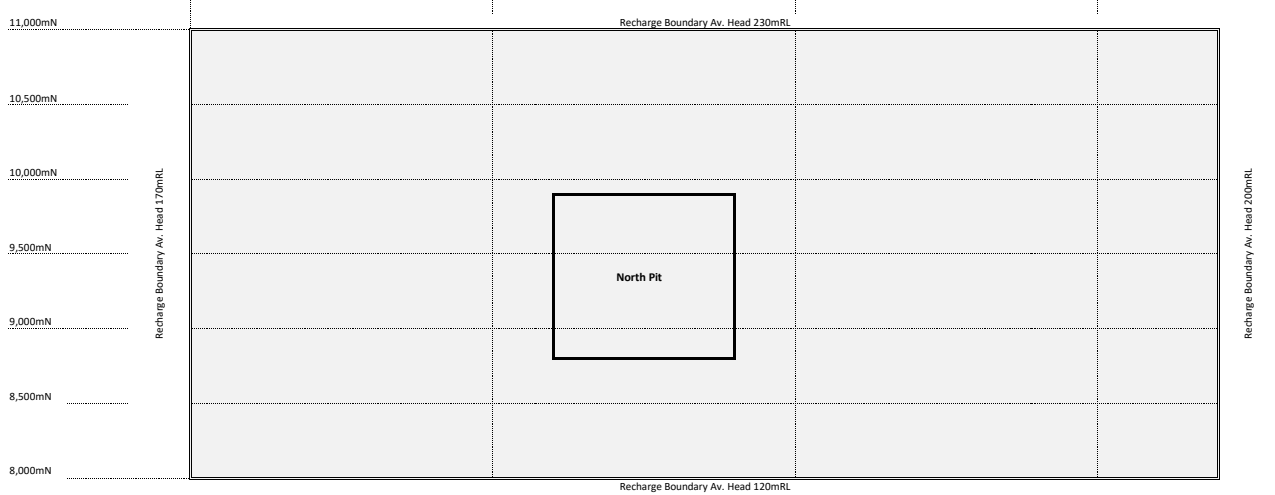 11,000mN
Recharge Boundary Av. Head 230mRL
10,500mN
10,000mN
Recharge Boundary Av. Head 170mRL
Recharge Boundary Av. Head 200mRL
9,500mN
North Pit
9,000mN
8,500mN
8,000mN
Recharge Boundary Av. Head 120mRL